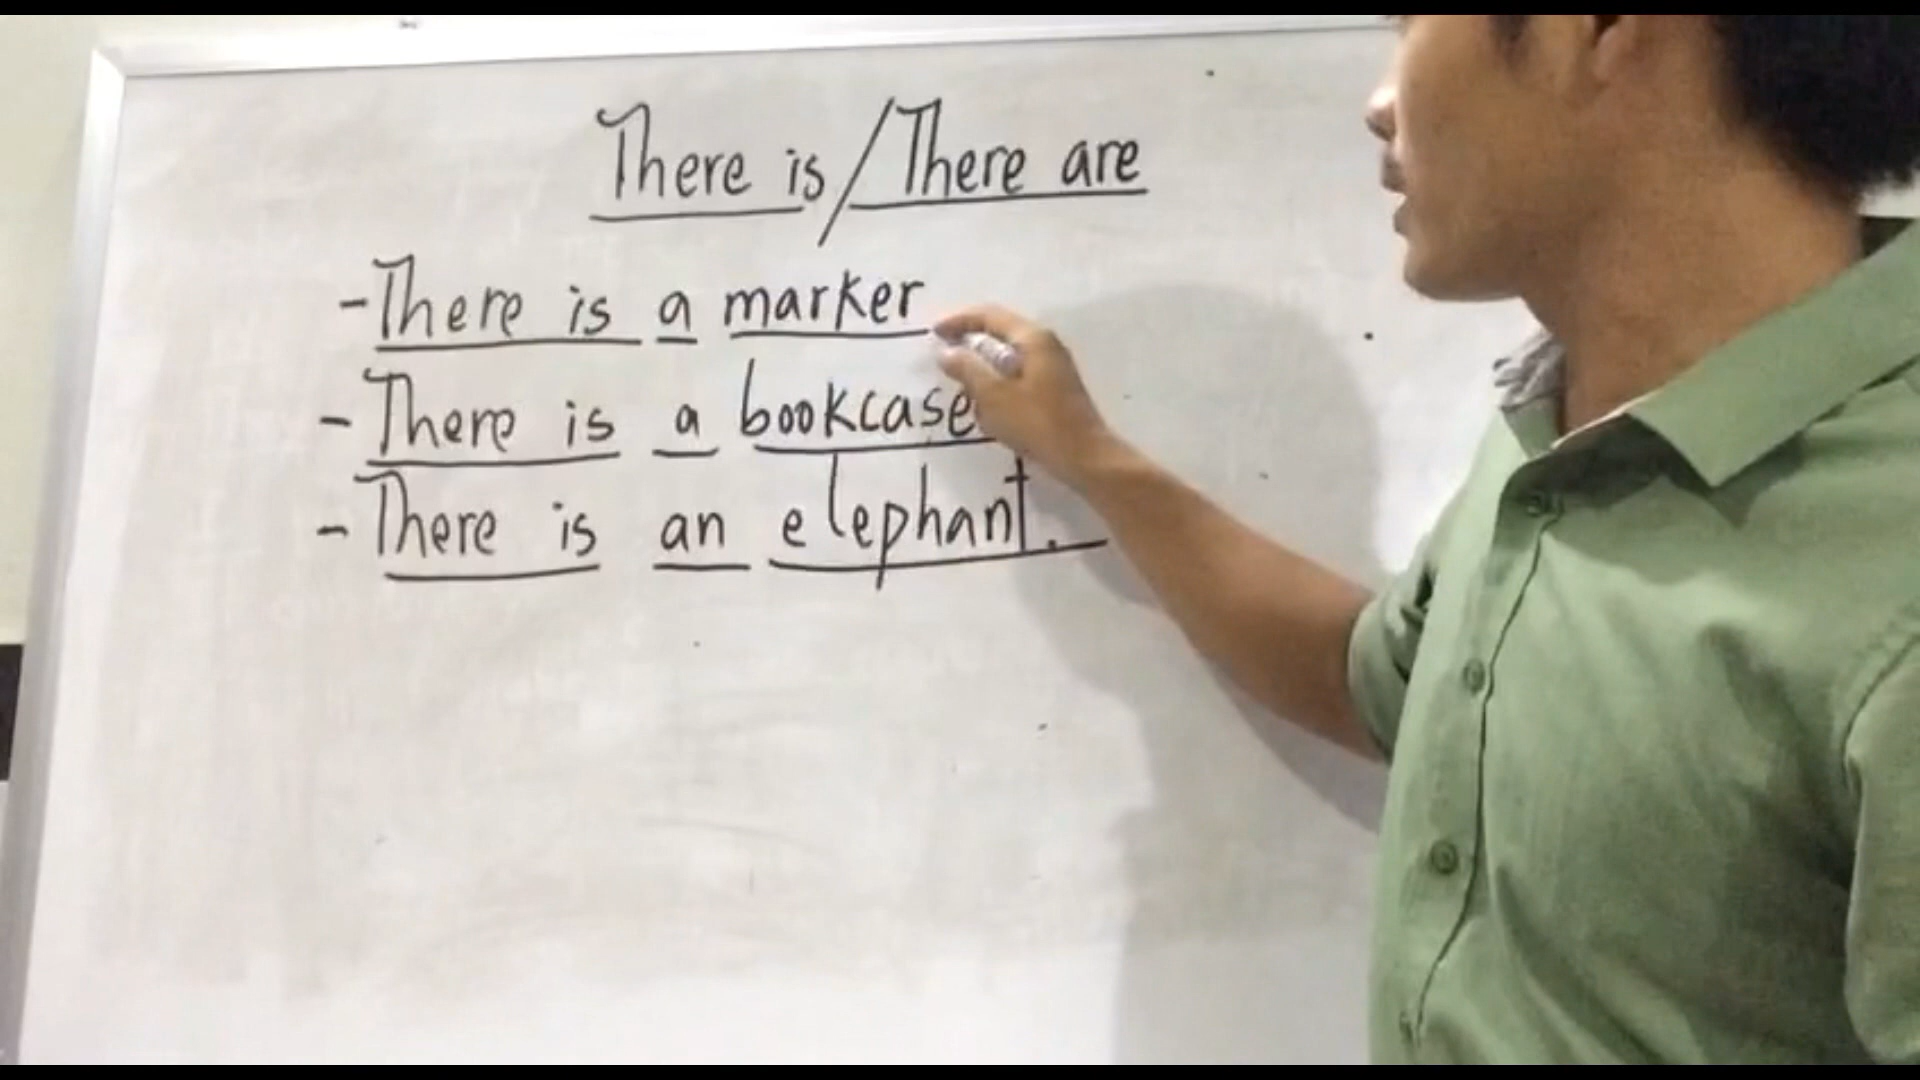 There is/There are
-There is a marker
- There is a bookcase
- There is an elephant.